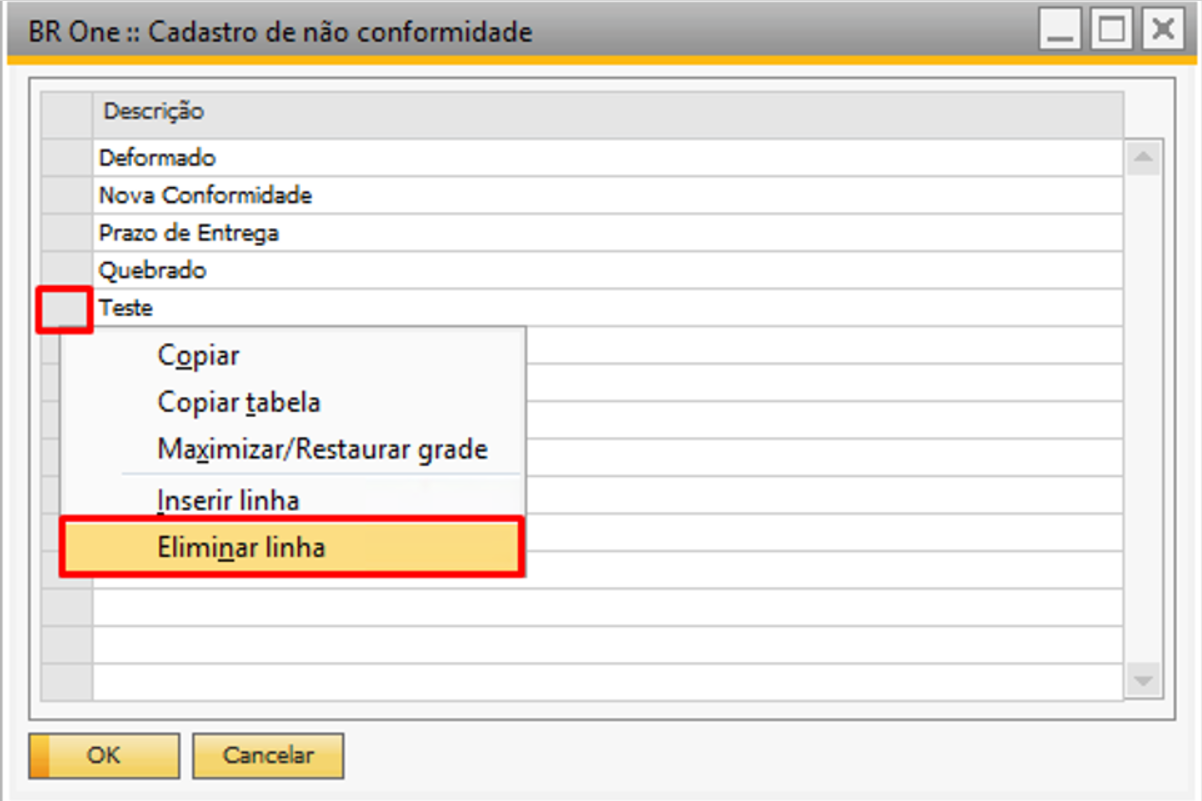 BR One :: Cadastro de não conformidade
Descrição
Deformado
Nova Conformidade
Prazo de Entrega
Quebrado
Teste
Copiar
Copiar tabela
Maximizar/Restaurar grade
Inserir linha
Eliminar linha
OK
Cancelar